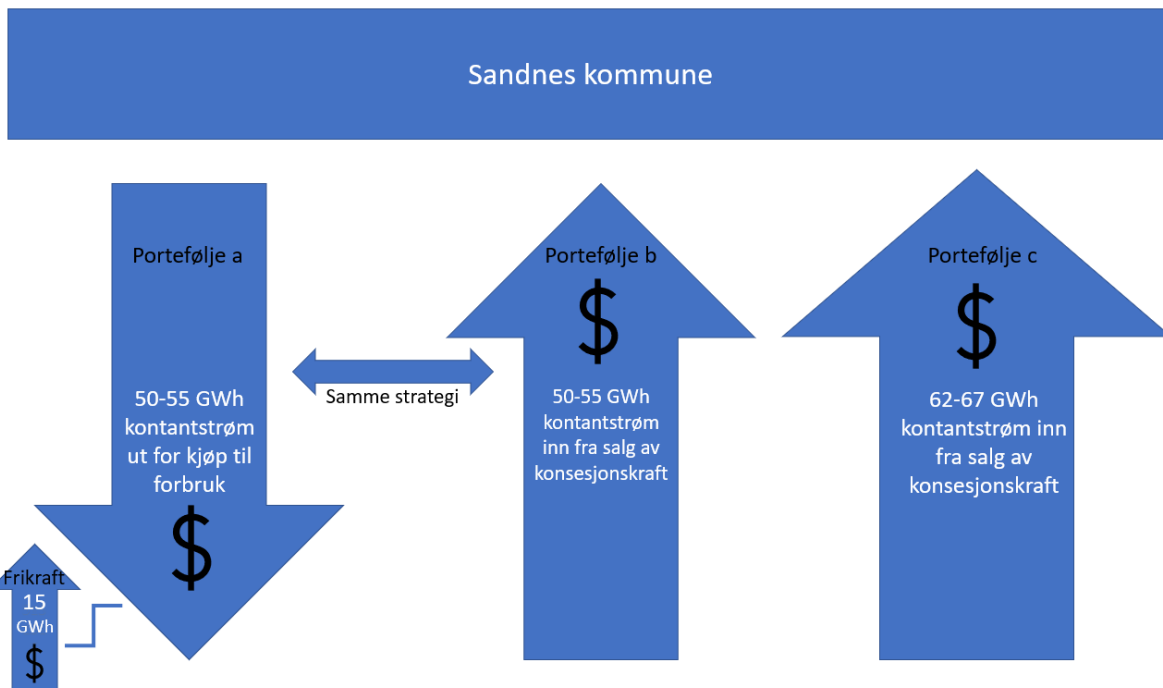 Sandnes kommune
Portefølje a
50-55 GWh
kontantstrøm
ut for kjøp til
forbruk
$
Frikraft
15
GWh
$
Samme strategi
Portefølje b
$
50-55 GWh
kontantstrøm
inn fra salg av
konsesjonskraft
Portefølje c
$
62-67 GWh
kontantstrøm inn
fra salg av
konsesjonskraft